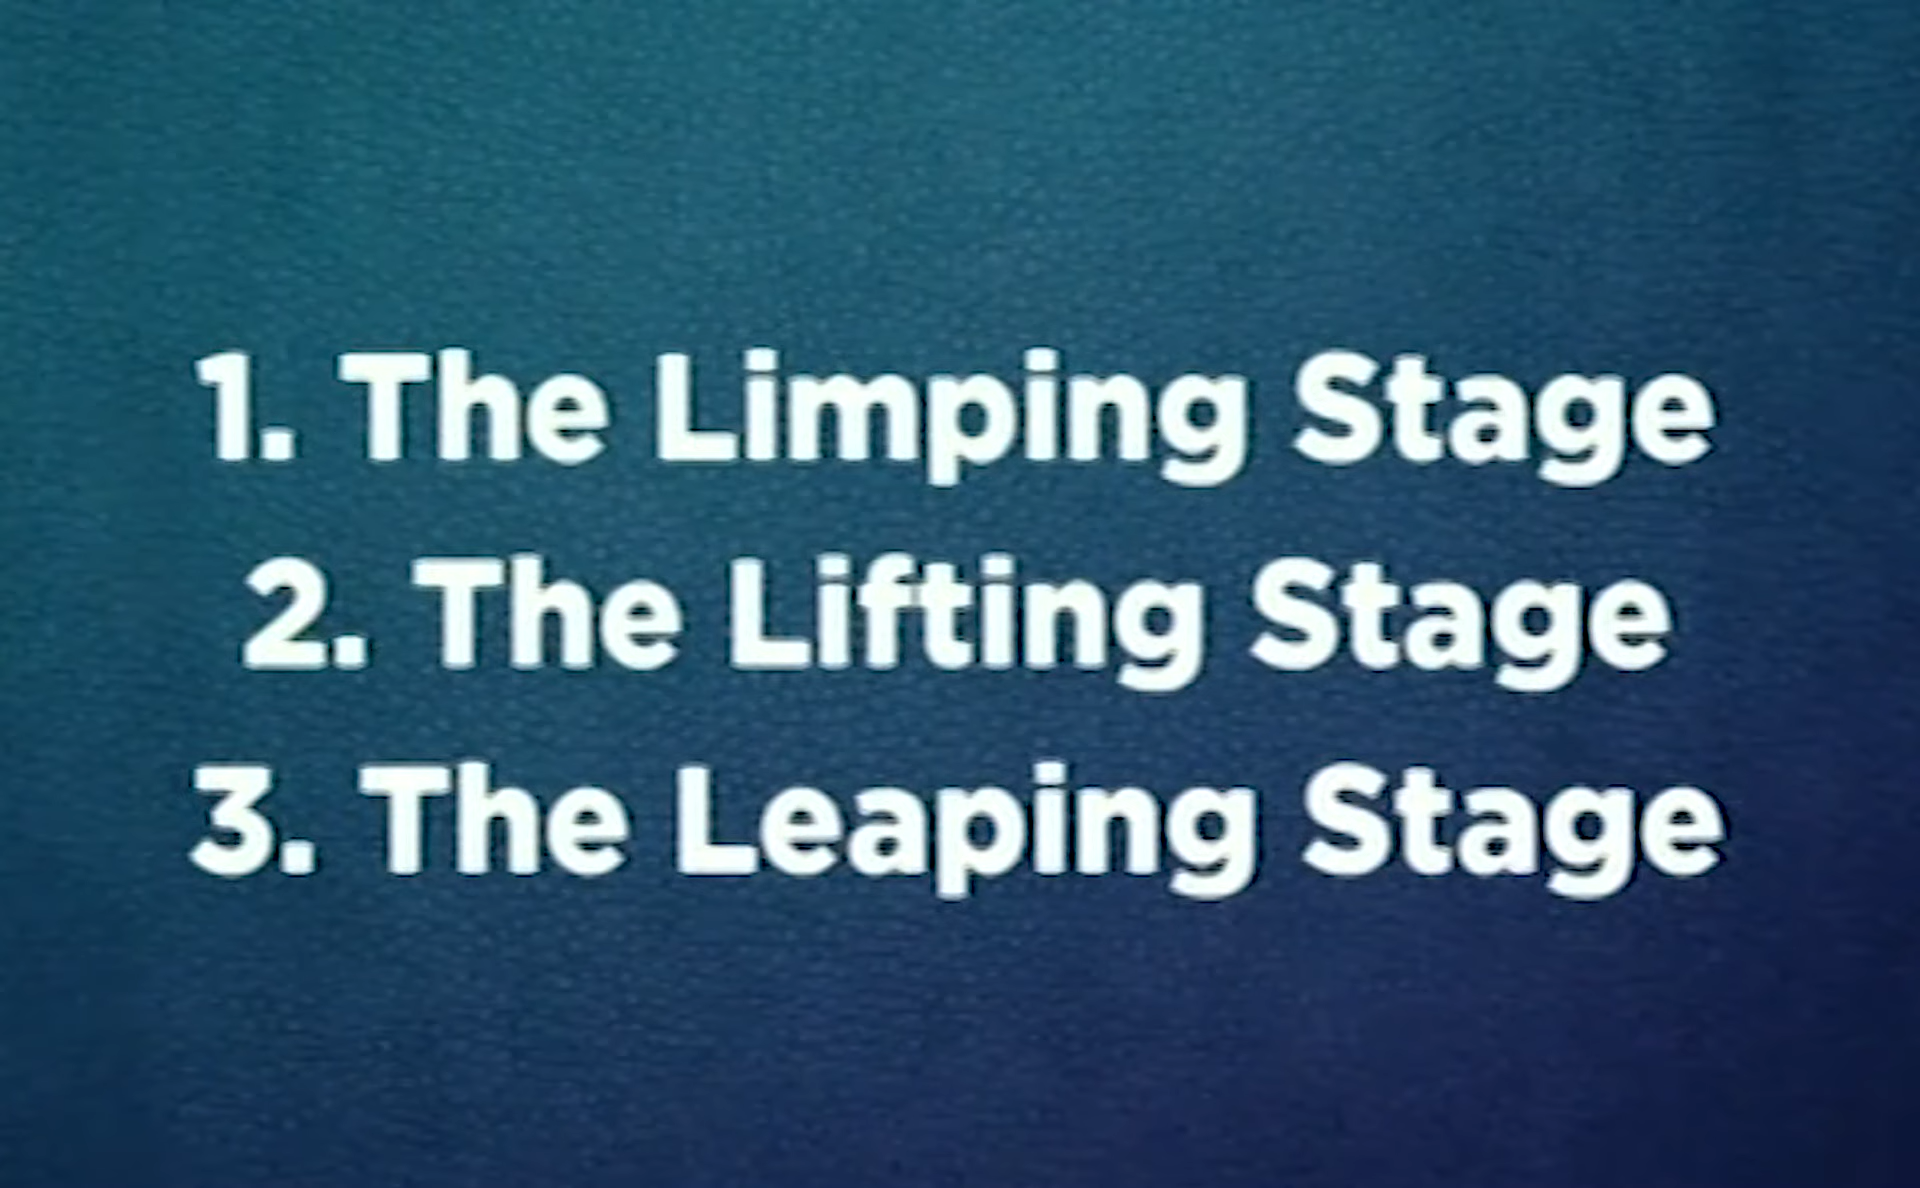 1. The Limping Stage
2. The Lifting Stage
3. The Leaping Stage